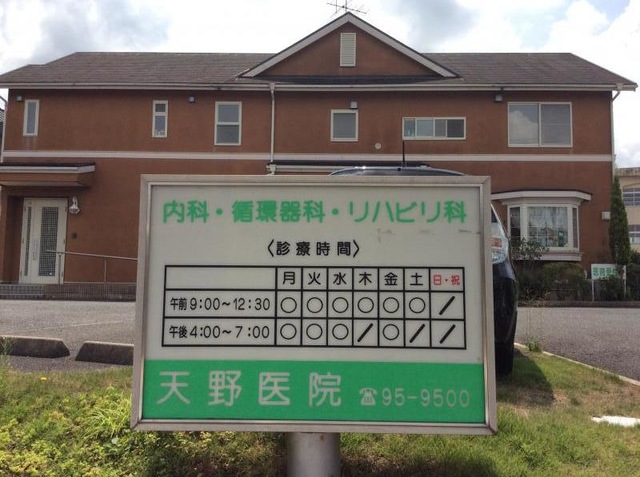 内科・循環器科・リハビリ科
〈診療時間〉
月 火 水 木 金 土 日・祝
午前9:00〜12:30 ○ ○ ○ ○ ○ ○ /
午後4:00〜7:00 ○ ○ ○ / ○ / /
天野医院 ☎95-9500